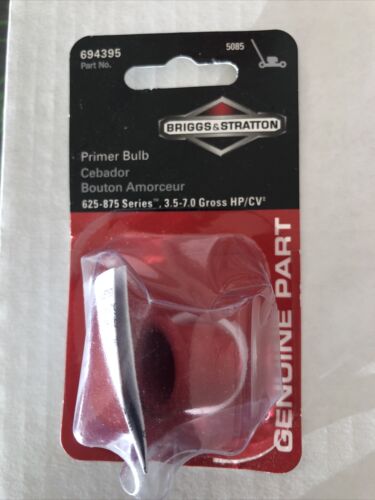 694395
Part No.
5085
BRIGGS&STRATTON
Primer Bulb
Cebador
Bouton Amorceur
625-875 Series™, 3.5-7.0 Gross HP/CV‡
GENUINE PART